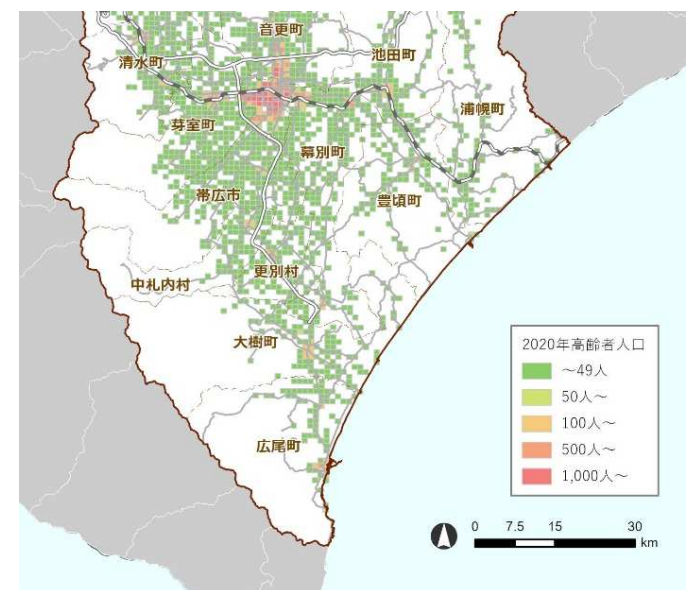 音更町
清水町
池田町
浦幌町
芽室町
幕別町
帯広市
豊頃町
更別村
中札内村
大樹町
広尾町
2020年高齢者人口
～49人
50人～
100人～
500人～
1,000人～
0 7.5 15 30
km